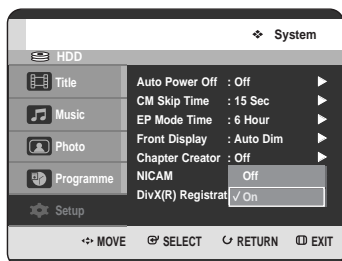 ❖ System
HDD
Title
Music
Photo
Programme
Setup
Auto Power Off : Off ▶
CM Skip Time : 15 Sec ▶
EP Mode Time : 6 Hour ▶
Front Display : Auto Dim ▶
Chapter Creator : Off ▶
NICAM Off
DivX(R) Registrat √ On
MOVE SELECT RETURN EXIT